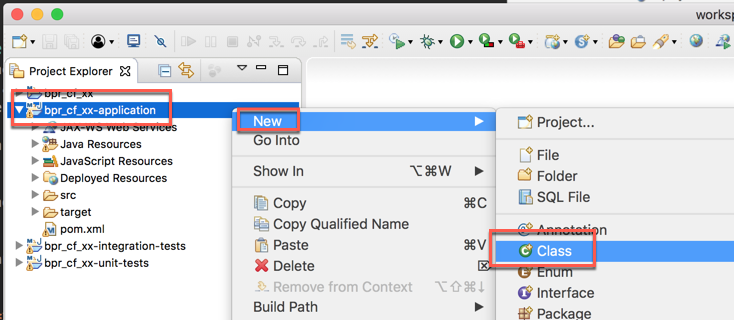 worksp
Project Explorer
bpr_cf_xx
bpr_cf_xx-application
JAX-WS Web Services
Java Resources
JavaScript Resources
Deployed Resources
src
target
pom.xml
bpr_cf_xx-integration-tests
bpr_cf_xx-unit-tests
New
Go Into
Show In ⌥⌘W
Copy ⌘C
Copy Qualified Name
Paste ⌘V
Delete ⌦
Remove from Context ⌥⇧⌘↓
Build Path
Project...
File
Folder
SQL File
Annotation
Class
Enum
Interface
Package